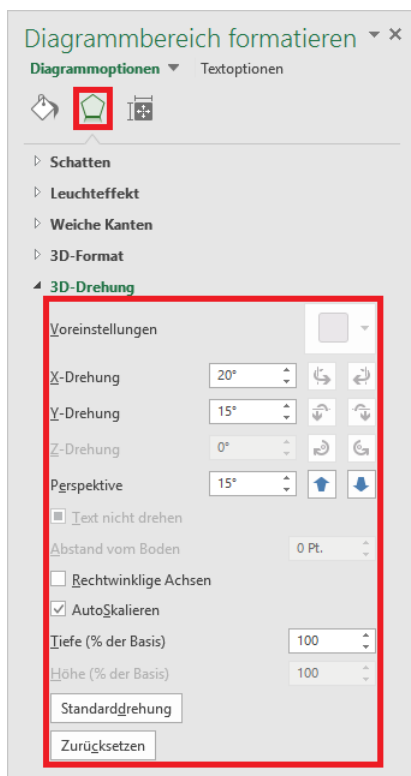 Diagrammbereich formatieren
Diagrammoptionen Textoptionen
Schatten
Leuchteffekt
Weiche Kanten
3D-Format
3D-Drehung
Voreinstellungen
X-Drehung 20°
Y-Drehung 15°
Z-Drehung 0°
Perspektive 15°
Text nicht drehen
Abstand vom Boden 0 Pt.
Rechtwinklige Achsen
AutoSkalieren
Tiefe (% der Basis) 100
Höhe (% der Basis) 100
Standarddrehung
Zurücksetzen